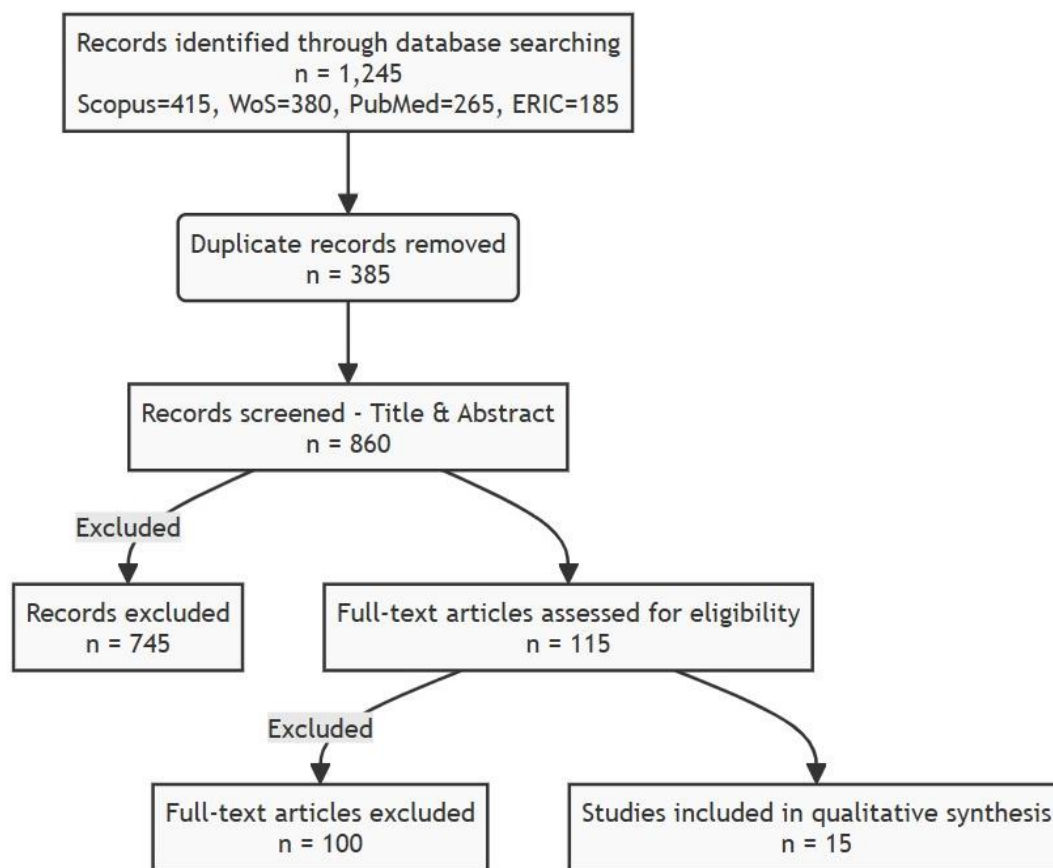 Records identified through database searching
n = 1,245
Scopus=415, WoS=380, PubMed=265, ERIC=185
Duplicate records removed
n = 385
Records screened - Title & Abstract
n = 860
Excluded
Records excluded
n = 745
Full-text articles assessed for eligibility
n = 115
Excluded
Full-text articles excluded
n = 100
Studies included in qualitative synthesis
n = 15